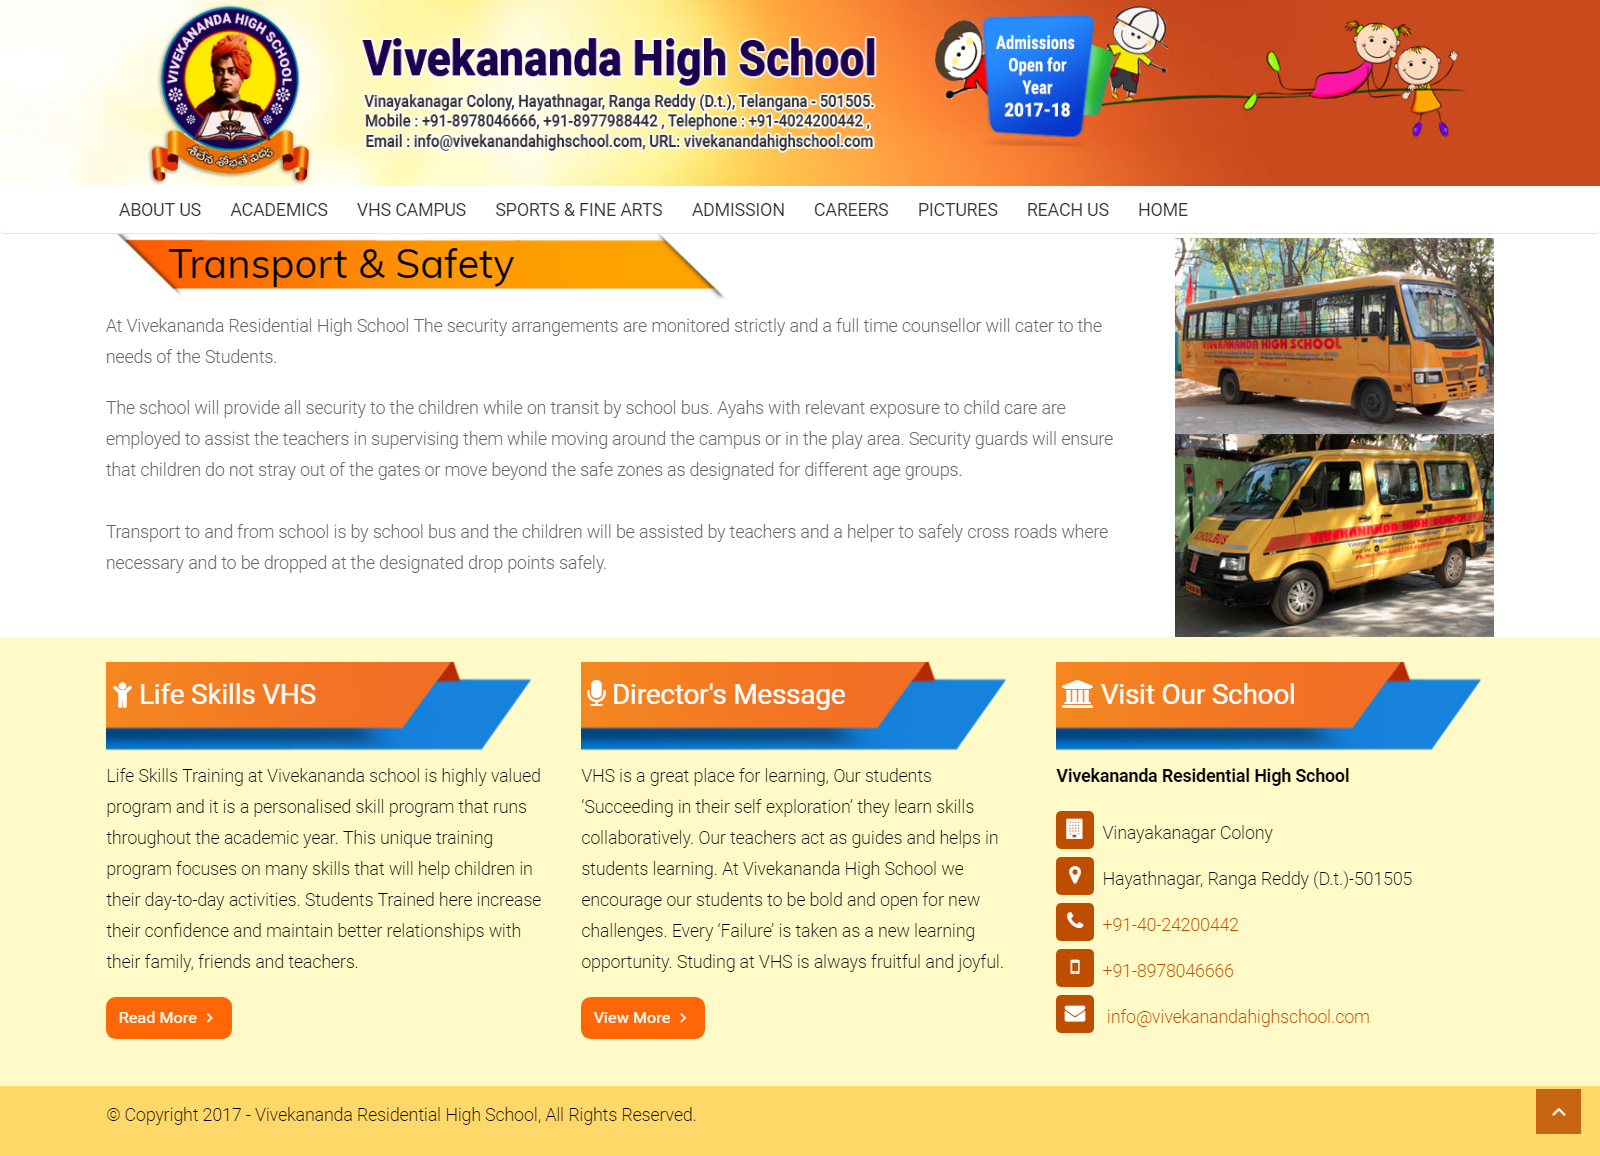 VIVEKANANDA HIGH SCHOOL
Vivekananda High School
Vinayakanagar Colony, Hayathnagar, Ranga Reddy (D.t.), Telangana - 501505.
Mobile : +91-8978046666, +91-8977988442 , Telephone : +91-4024200442 ,
Email : info@vivekanandahighschool.com, URL: vivekanandahighschool.com
Admissions
Open for
Year
2017-18
ABOUT US ACADEMICS VHS CAMPUS SPORTS & FINE ARTS ADMISSION CAREERS PICTURES REACH US HOME
Transport & Safety
At Vivekananda Residential High School The security arrangements are monitored strictly and a full time counsellor will cater to the
needs of the Students.
The school will provide all security to the children while on transit by school bus. Ayahs with relevant exposure to child care are
employed to assist the teachers in supervising them while moving around the campus or in the play area. Security guards will ensure
that children do not stray out of the gates or move beyond the safe zones as designated for different age groups.
Transport to and from school is by school bus and the children will be assisted by teachers and a helper to safely cross roads where
necessary and to be dropped at the designated drop points safely.
VIVEKANANDA HIGH SCHOOL
SCHOOL BUS
VIVEKANANDA HIGH SCHOOL
Life Skills VHS
Life Skills Training at Vivekananda school is highly valued
program and it is a personalised skill program that runs
throughout the academic year. This unique training
program focuses on many skills that will help children in
their day-to-day activities. Students Trained here increase
their confidence and maintain better relationships with
their family, friends and teachers.
Read More
Director's Message
VHS is a great place for learning, Our students
‘Succeeding in their self exploration’ they learn skills
collaboratively. Our teachers act as guides and helps in
students learning. At Vivekananda High School we
encourage our students to be bold and open for new
challenges. Every ‘Failure’ is taken as a new learning
opportunity. Studing at VHS is always fruitful and joyful.
View More
Visit Our School
Vivekananda Residential High School
Vinayakanagar Colony
Hayathnagar, Ranga Reddy (D.t.)-501505
+91-40-24200442
+91-8978046666
info@vivekanandahighschool.com
© Copyright 2017 - Vivekananda Residential High School, All Rights Reserved.